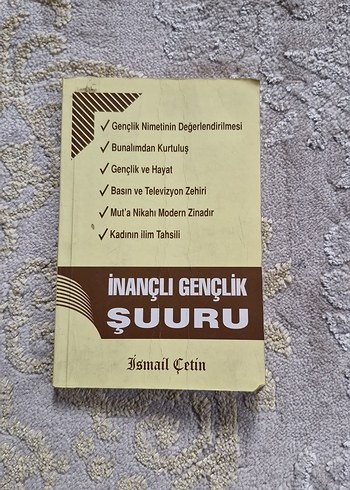 Gençlik Nimetinin Değerlendirilmesi
Bunalımdan Kurtuluş
Gençlik ve Hayat
Basın ve Televizyon Zehiri
Mut'a Nikahı Modern Zinadır
Kadının ilim Tahsili
İNANÇLI GENÇLİK
ŞUURU
İsmail Çetin